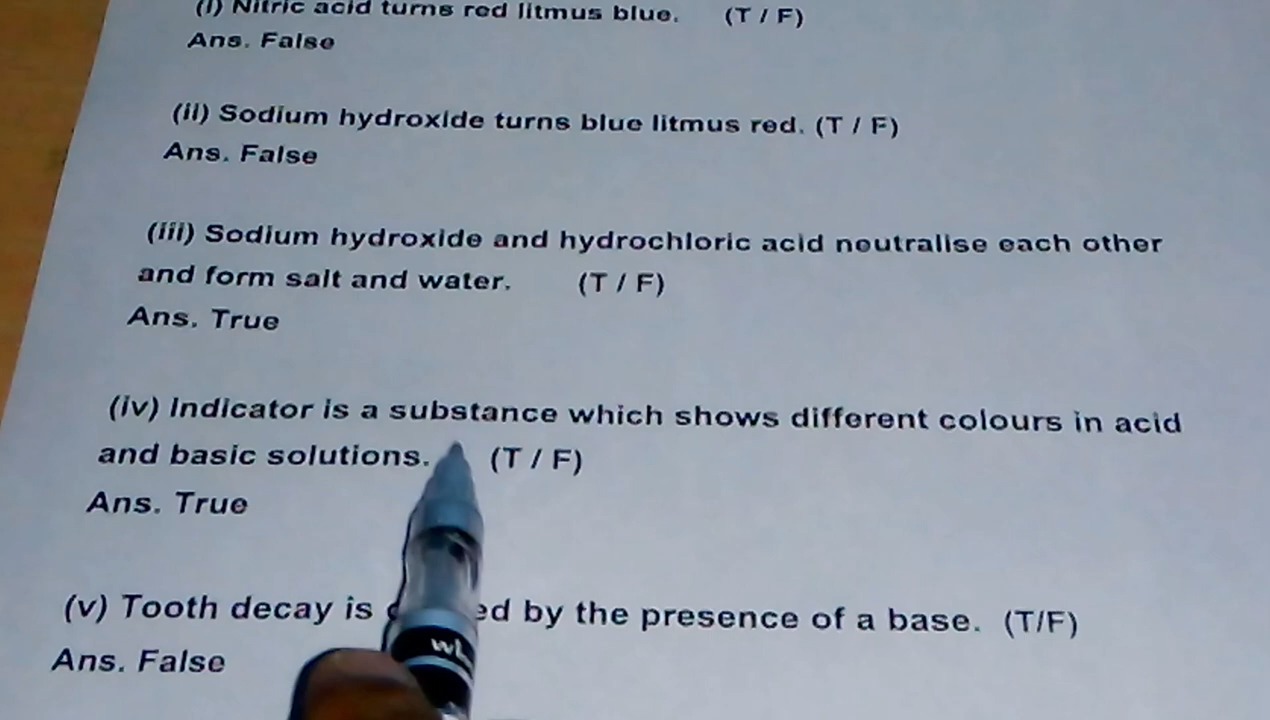 (i) Nitric acid turns red litmus blue. (T / F)
Ans. False
(ii) Sodium hydroxide turns blue litmus red. (T / F)
Ans. False
(iii) Sodium hydroxide and hydrochloric acid neutralise each other
and form salt and water. (T / F)
Ans. True
(iv) Indicator is a substance which shows different colours in acid
and basic solutions. (T / F)
Ans. True
(v) Tooth decay is by the presence of a base. (T/F)
Ans. False